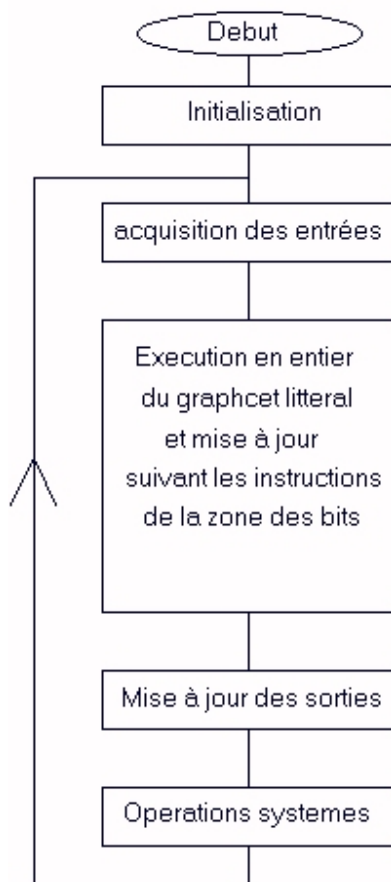 Debut
Initialisation
acquisition des entrées
Execution en entier
du graphcet litteral
et mise à jour
suivant les instructions
de la zone des bits
Mise à jour des sorties
Operations systemes